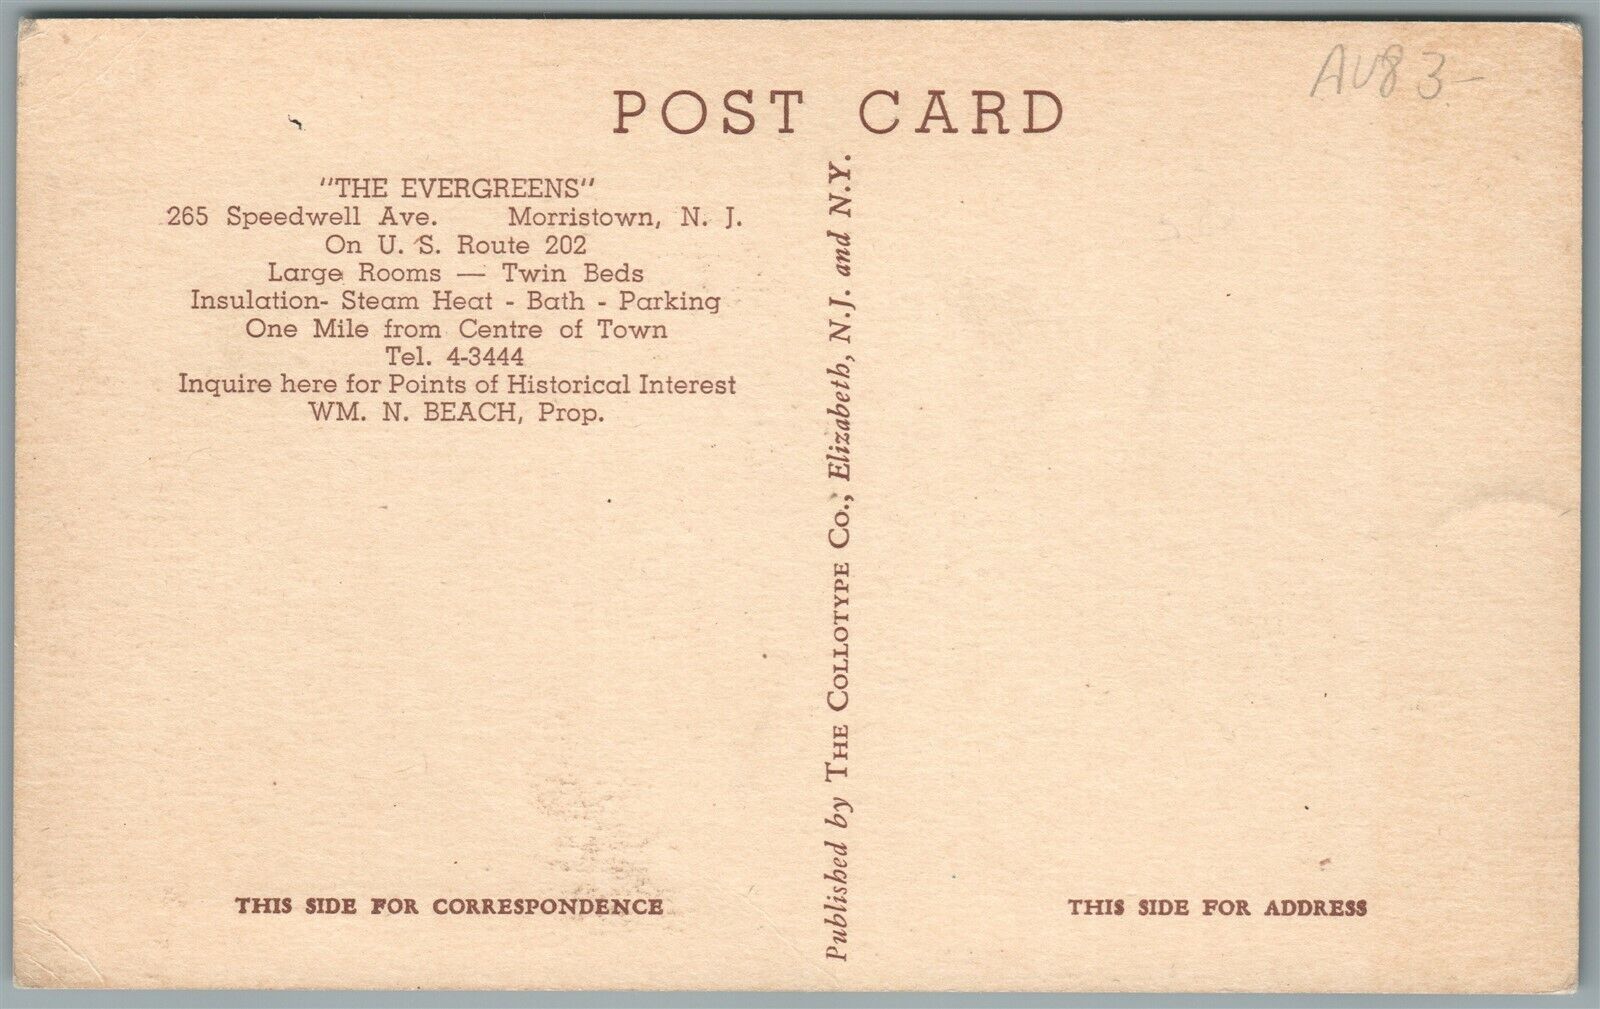 AU83-
POST CARD
"THE EVERGREENS"
265 Speedwell Ave. Morristown, N. J.
On U. S. Route 202
Large Rooms — Twin Beds
Insulation- Steam Heat - Bath - Parking
One Mile from Centre of Town
Tel. 4-3444
Inquire here for Points of Historical Interest
WM. N. BEACH, Prop.
Published by THE COLLOTYPE CO., Elizabeth, N.J. and N.Y.
THIS SIDE FOR CORRESPONDENCE
THIS SIDE FOR ADDRESS